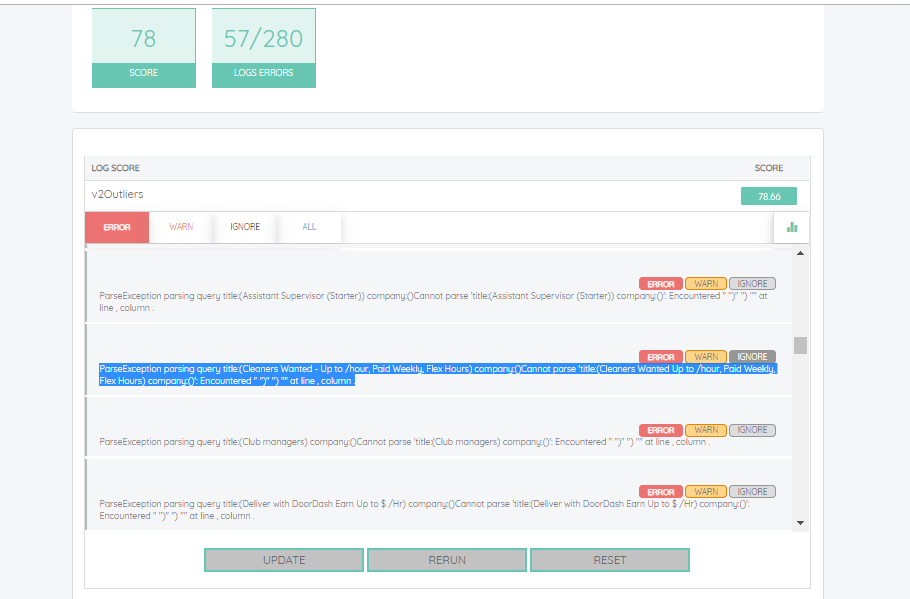 78
SCORE
57/280
LOGS ERRORS
LOG SCORE
SCORE
v2Outliers
78.66
ERROR
WARN
IGNORE
ALL
ERROR WARN IGNORE
ParseException parsing query title:(Assistant Supervisor (Starter)) company:()Cannot parse 'title:(Assistant Supervisor (Starter)) company:()': Encountered " ")" ") "" at
line , column .
ERROR WARN IGNORE
ParseException parsing query title:(Cleaners Wanted - Up to /hour, Paid Weekly, Flex Hours) company:()Cannot parse 'title:(Cleaners Wanted Up to /hour, Paid Weekly,
Flex Hours) company:()': Encountered " ")" ") "" at line , column .
ERROR WARN IGNORE
ParseException parsing query title:(Club managers) company:()Cannot parse 'title:(Club managers) company:()': Encountered " ")" ") "" at line , column .
ERROR WARN IGNORE
ParseException parsing query title:(Deliver with DoorDash Earn Up to $ /Hr) company:()Cannot parse 'title:(Deliver with DoorDash Earn Up to $ /Hr) company:()':
Encountered " ")" ") "" at line , column .
UPDATE
RERUN
RESET